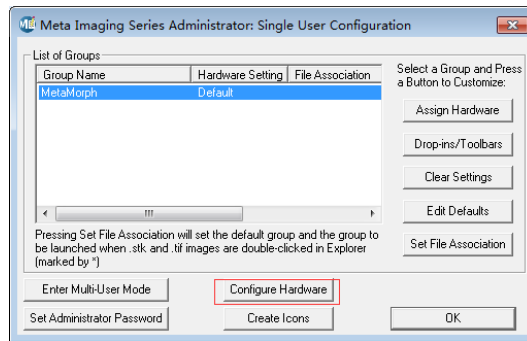 Meta Imaging Series Administrator: Single User Configuration
List of Groups
Group Name Hardware Setting File Association
MetaMorph Default
Select a Group and Press
a Button to Customize:
Assign Hardware
Drop-ins/Toolbars
Clear Settings
Edit Defaults
Set File Association
Pressing Set File Association will set the default group and the group to
be launched when .stk and .tif images are double-clicked in Explorer
(marked by *)
Enter Multi-User Mode Configure Hardware
Set Administrator Password Create Icons OK